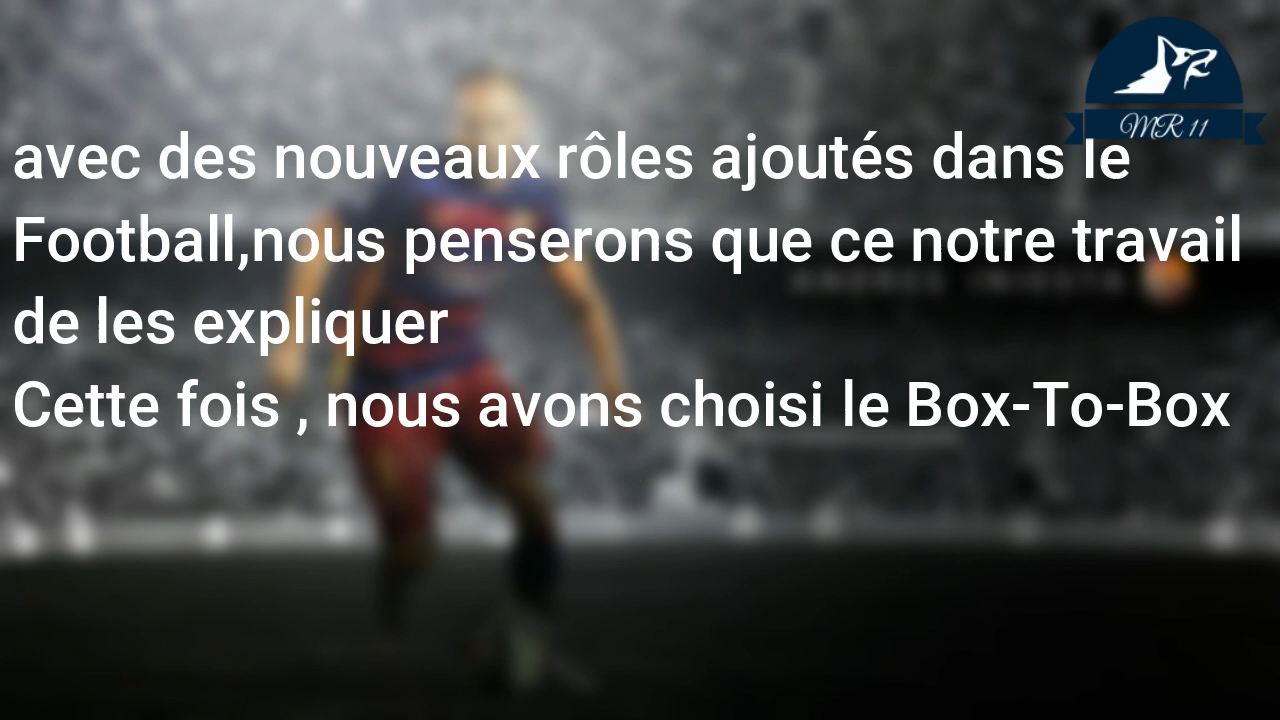 MR 11
avec des nouveaux rôles ajoutés dans le
Football,nous penserons que ce notre travail
de les expliquer
Cette fois , nous avons choisi le Box-To-Box